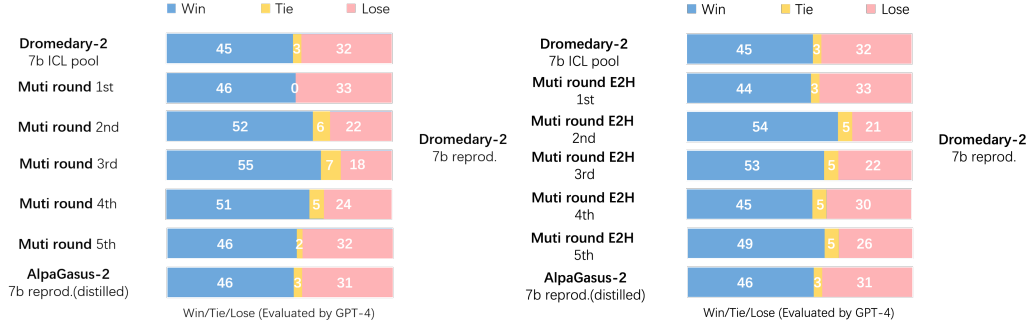 Win Tie Lose
Dromedary-2
7b ICL pool
45 3 32
Muti round 1st
46 0 33
Muti round 2nd
52 6 22
Muti round 3rd
55 7 18
Muti round 4th
51 5 24
Muti round 5th
46 2 32
AlpaGasus-2
7b reprod.(distilled)
46 3 31
Dromedary-2
7b reprod.
Win/Tie/Lose (Evaluated by GPT-4)
Win Tie Lose
Dromedary-2
7b ICL pool
45 3 32
Muti round E2H
1st
44 3 33
Muti round E2H
2nd
54 5 21
Muti round E2H
3rd
53 5 22
Muti round E2H
4th
45 5 30
Muti round E2H
5th
49 5 26
AlpaGasus-2
7b reprod.(distilled)
46 3 31
Dromedary-2
7b reprod.
Win/Tie/Lose (Evaluated by GPT-4)